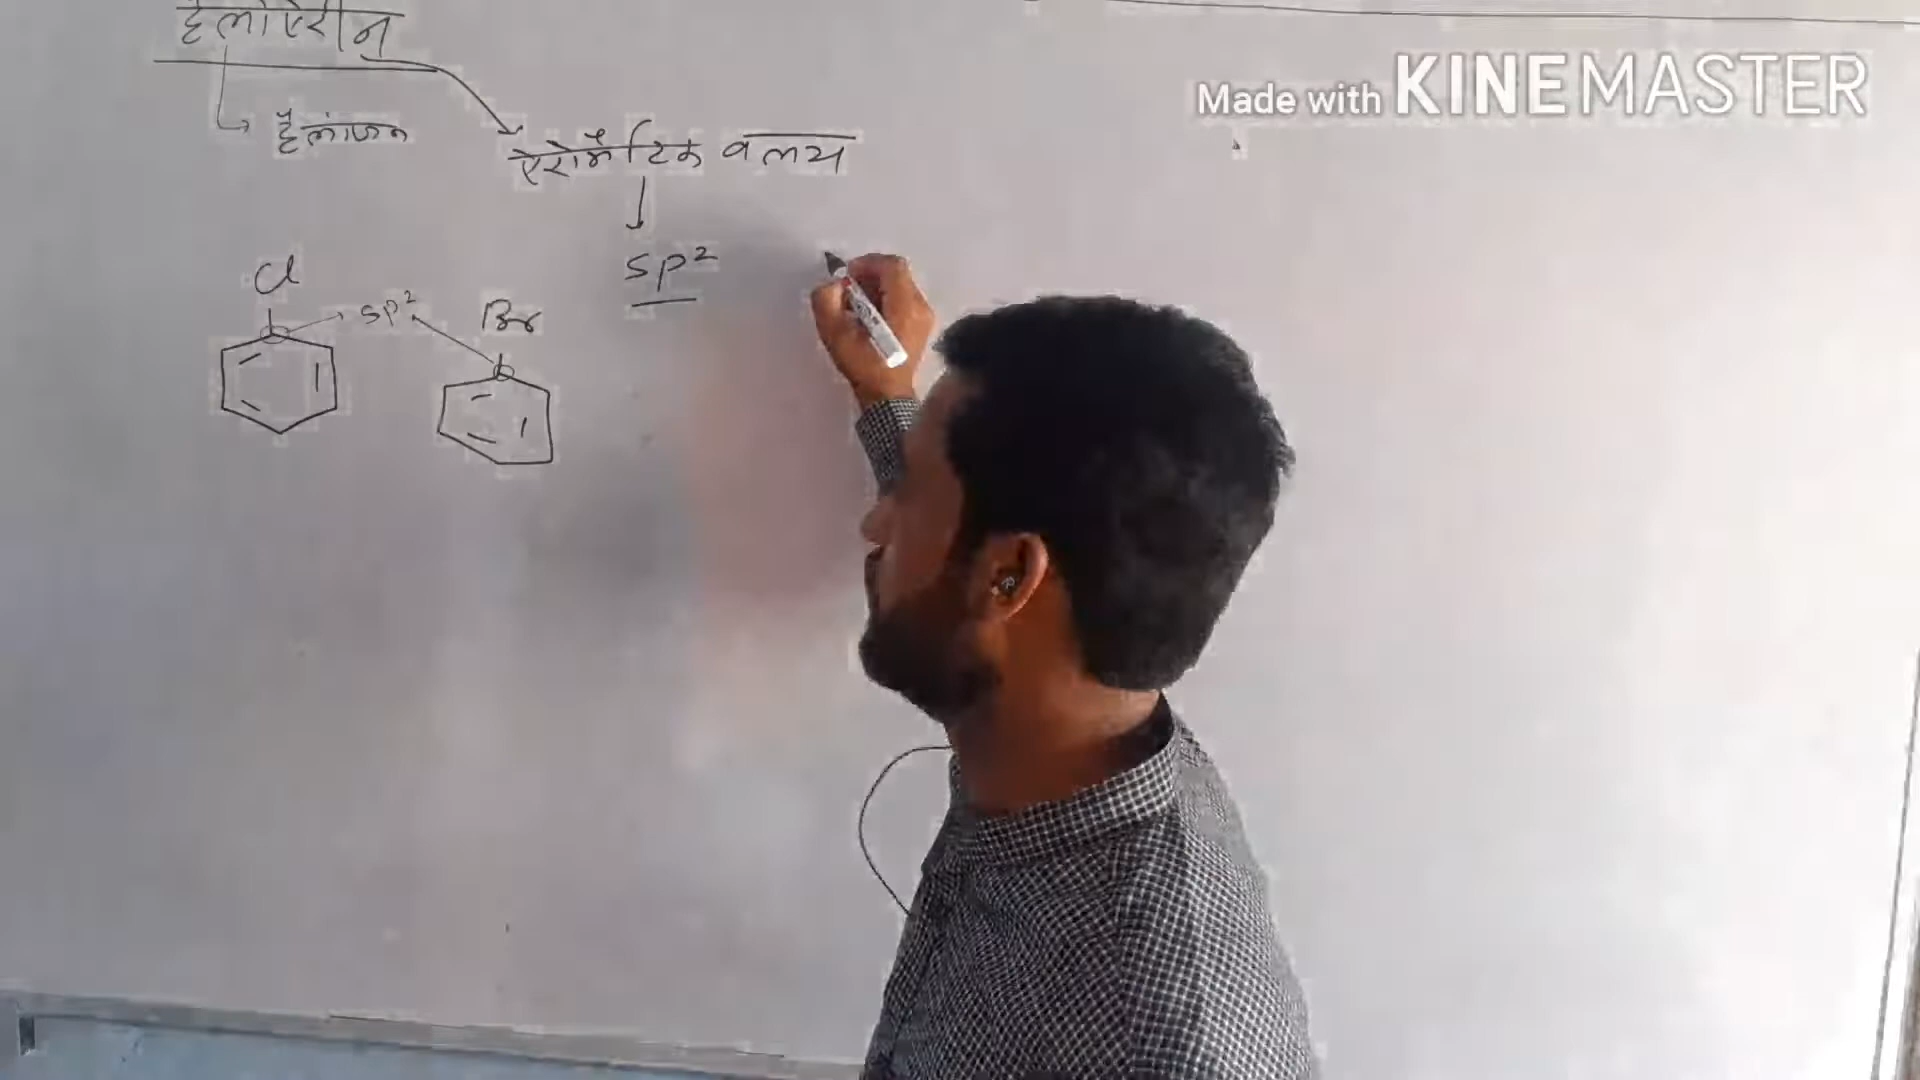 हैलोऐरीन
Made with KINEMASTER
हैलोजन
ऐरोमैटिक वलय
sp²
Cl
sp²
Br